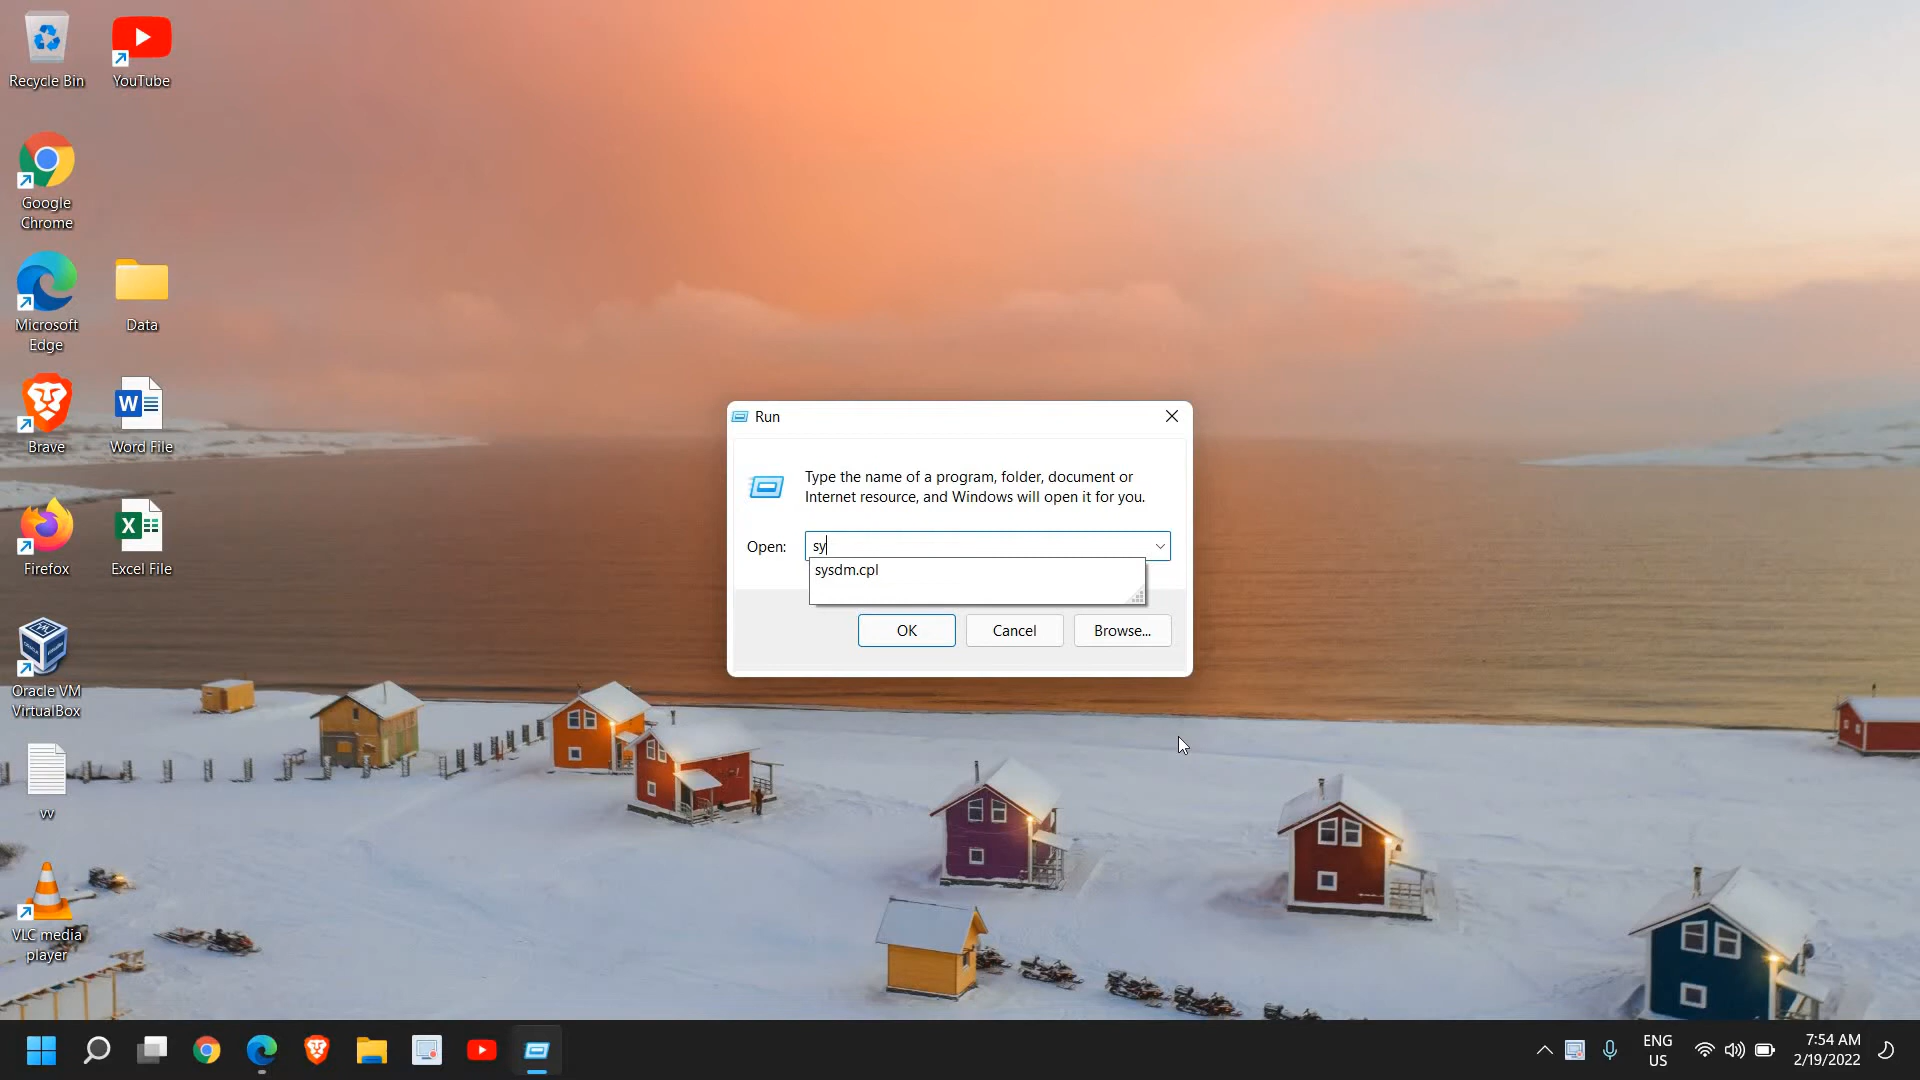 Recycle Bin
YouTube
Google
Chrome
Microsoft
Edge
Data
Brave
Word File
Firefox
Excel File
Oracle VM
VirtualBox
vv
VLC media
player
Run
Type the name of a program, folder, document or
Internet resource, and Windows will open it for you.
Open:
sy
sysdm.cpl
OK
Cancel
Browse...
ENG
US
7:54 AM
2/19/2022